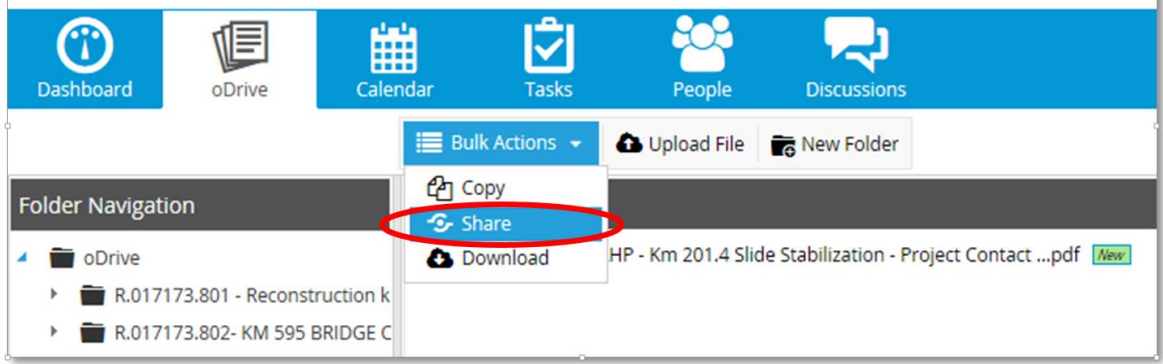 Dashboard oDrive Calendar Tasks People Discussions
Bulk Actions Upload File New Folder
Copy
Folder Navigation
Share
oDrive
Download
HP - Km 201.4 Slide Stabilization - Project Contact ...pdf New
R.017173.801 - Reconstruction k
R.017173.802- KM 595 BRIDGE C